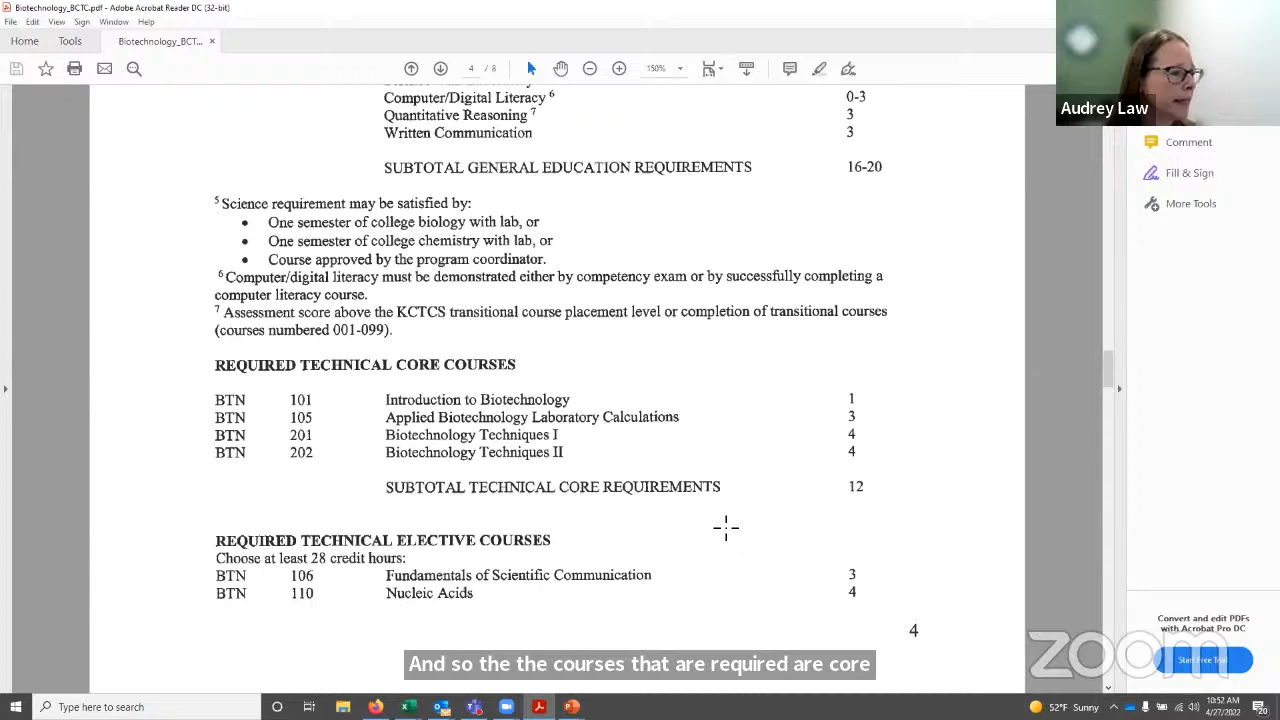 Biotechnology_BCTC.pdf - Adobe Acrobat Reader DC (32-bit)
File Edit View Sign Window Help
Home Tools Biotechnology_BCT... ×
4 / 8 150%
Audrey Law
Computer/Digital Literacy 6 0-3
Quantitative Reasoning 7 3
Written Communication 3
SUBTOTAL GENERAL EDUCATION REQUIREMENTS 16-20
5 Science requirement may be satisfied by:
• One semester of college biology with lab, or
• One semester of college chemistry with lab, or
• Course approved by the program coordinator.
6 Computer/digital literacy must be demonstrated either by competency exam or by successfully completing a
computer literacy course.
7 Assessment score above the KCTCS transitional course placement level or completion of transitional courses
(courses numbered 001-099).
REQUIRED TECHNICAL CORE COURSES
BTN 101 Introduction to Biotechnology 1
BTN 105 Applied Biotechnology Laboratory Calculations 3
BTN 201 Biotechnology Techniques I 4
BTN 202 Biotechnology Techniques II 4
SUBTOTAL TECHNICAL CORE REQUIREMENTS 12
REQUIRED TECHNICAL ELECTIVE COURSES
Choose at least 28 credit hours:
BTN 106 Fundamentals of Scientific Communication 3
BTN 110 Nucleic Acids 4
4
Comment
Fill & Sign
More Tools
Convert and edit PDFs
with Acrobat Pro DC
Start Free Trial
zoom
And so the the courses that are required are core
Type here to search
52°F Sunny
10:52 AM
4/27/2022